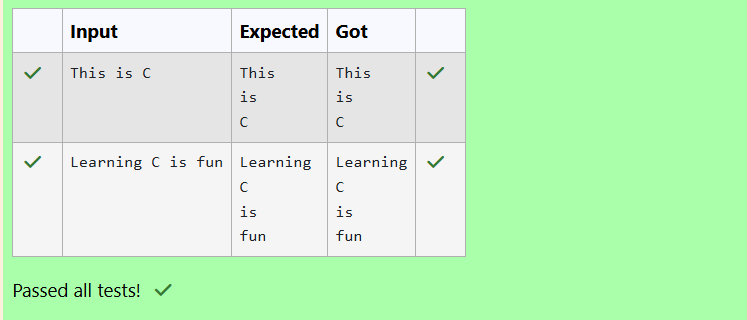 Input Expected Got
This is C This This
is is
C C
Learning C is fun Learning Learning
C C
is is
fun fun
Passed all tests!